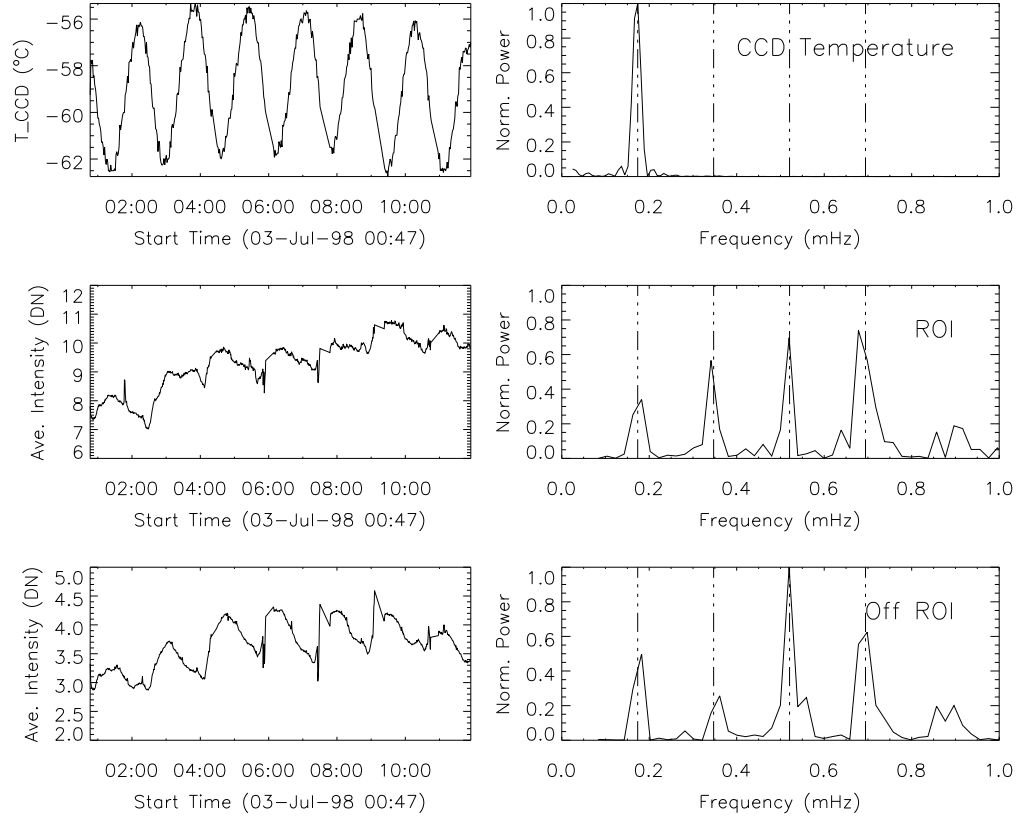 T_CCD (°C)
-56
-58
-60
-62
02:00 04:00 06:00 08:00 10:00
Start Time (03-Jul-98 00:47)
Norm. Power
1.0
0.8
0.6
0.4
0.2
0.0
CCD Temperature
0.0 0.2 0.4 0.6 0.8 1.0
Frequency (mHz)
Ave. Intensity (DN)
12
11
10
9
8
7
6
02:00 04:00 06:00 08:00 10:00
Start Time (03-Jul-98 00:47)
Norm. Power
1.0
0.8
0.6
0.4
0.2
0.0
ROI
0.0 0.2 0.4 0.6 0.8 1.0
Frequency (mHz)
Ave. Intensity (DN)
5.0
4.5
4.0
3.5
3.0
2.5
2.0
02:00 04:00 06:00 08:00 10:00
Start Time (03-Jul-98 00:47)
Norm. Power
1.0
0.8
0.6
0.4
0.2
0.0
Off ROI
0.0 0.2 0.4 0.6 0.8 1.0
Frequency (mHz)